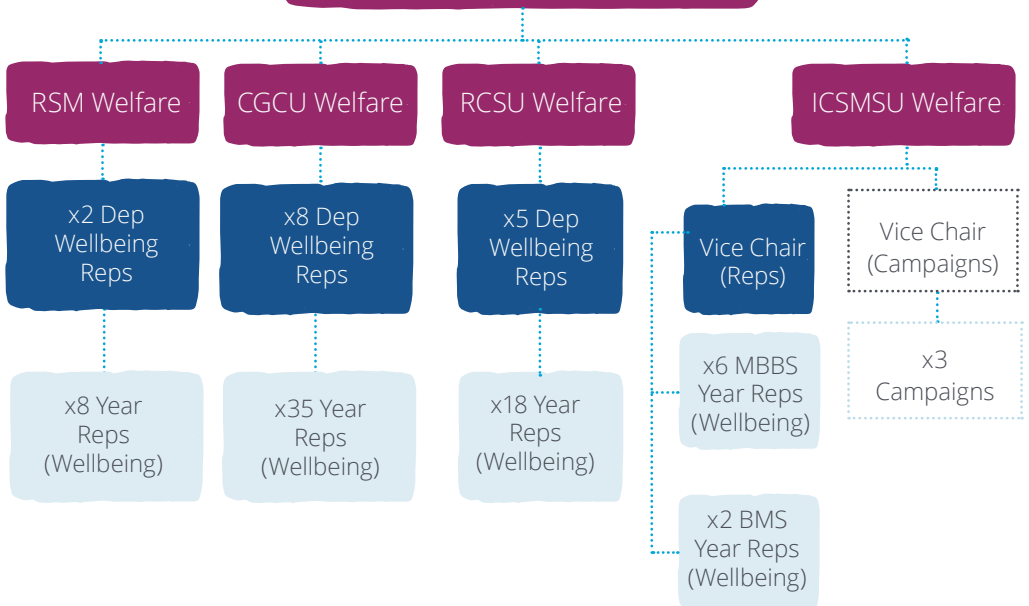 RSM Welfare
CGCU Welfare
RCSU Welfare
ICSMSU Welfare
x2 Dep
Wellbeing
Reps
x8 Dep
Wellbeing
Reps
x5 Dep
Wellbeing
Reps
Vice Chair
(Reps)
Vice Chair
(Campaigns)
x8 Year
Reps
(Wellbeing)
x35 Year
Reps
(Wellbeing)
x18 Year
Reps
(Wellbeing)
x6 MBBS
Year Reps
(Wellbeing)
x3
Campaigns
x2 BMS
Year Reps
(Wellbeing)